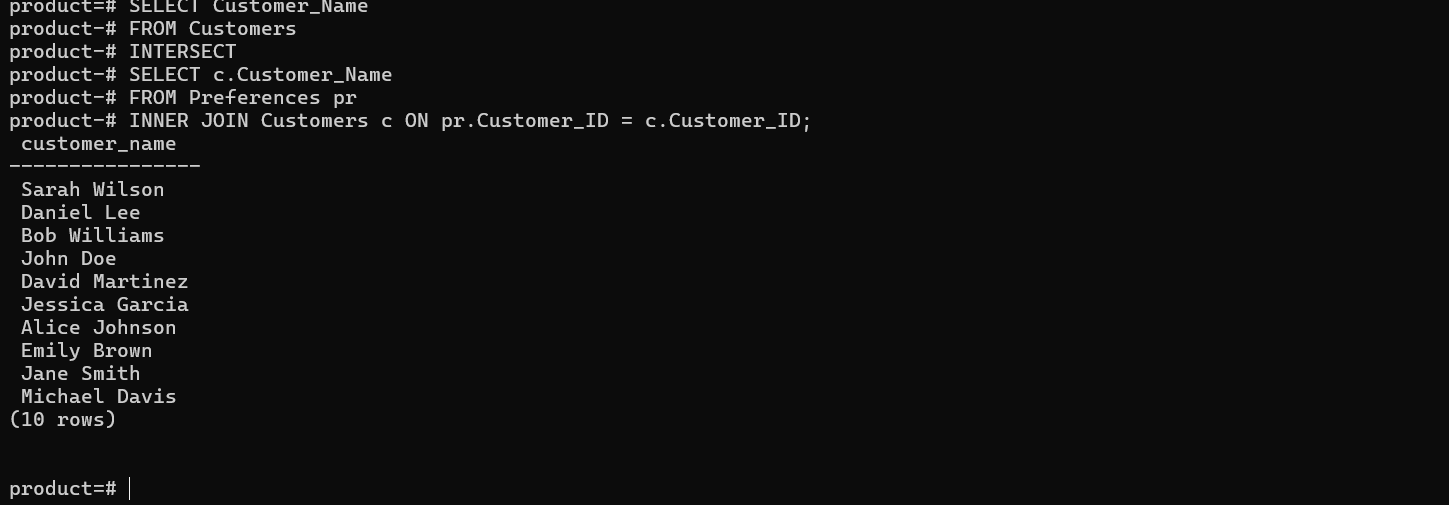 product=# SELECT Customer_Name
product-# FROM Customers
product-# INTERSECT
product-# SELECT c.Customer_Name
product-# FROM Preferences pr
product-# INNER JOIN Customers c ON pr.Customer_ID = c.Customer_ID;
customer_name
----------------
Sarah Wilson
Daniel Lee
Bob Williams
John Doe
David Martinez
Jessica Garcia
Alice Johnson
Emily Brown
Jane Smith
Michael Davis
(10 rows)
product=#